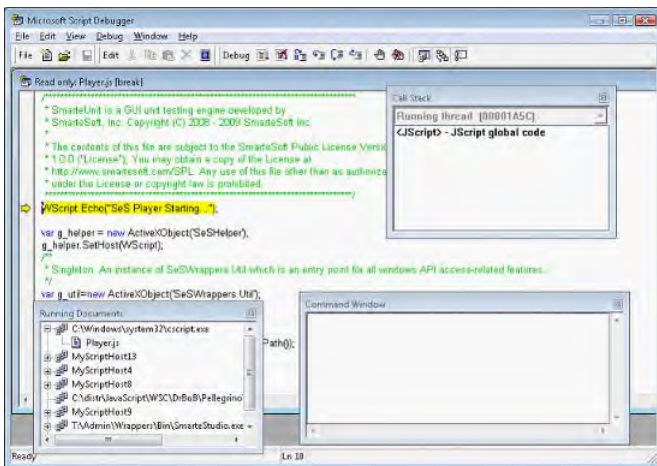 Microsoft Script Debugger
File Edit View Debug Window Help
File Edit Debug
Read only: Player.js [break]
/*******************************************************************
* SmarteUnit is a GUI unit testing engine developed by
* SmarteSoft, Inc. Copyright (C) 2008 - 2009 SmarteSoft Inc.
*
* The contents of this file are subject to the SmarteSoft Public License Versi
* 1.0.0 ("License"). You may obtain a copy of the License at
* http://www.smartesoft.com/SPL. Any use of this file other than as authorize
* under the License or copyright law is prohibited.
*******************************************************************/
WScript.Echo("SeS Player Starting...");
var g_helper = new ActiveXObject('SeSHelper');
g_helper.SetHost(WScript);
/**
* Singleton. An instance of SeSWrappers.Util which is an entry point for all windows API access-related features.
*/
var g_util=new ActiveXObject('SeSWrappers.Util');
Path());
Call Stack
Running thread [00001A5C]
<JScript> - JScript global code
Running Documents
C:\Windows\system32\cscript.exe
Player.js
MyScriptHost13
MyScriptHost4
MyScriptHost8
C:\distr\JavaScript\WSC\DrBoB\Pellegrino
MyScriptHost9
T:\Admin\Wrappers\Bin\SmarteStudio.exe
Command Window
Ready
Ln 10